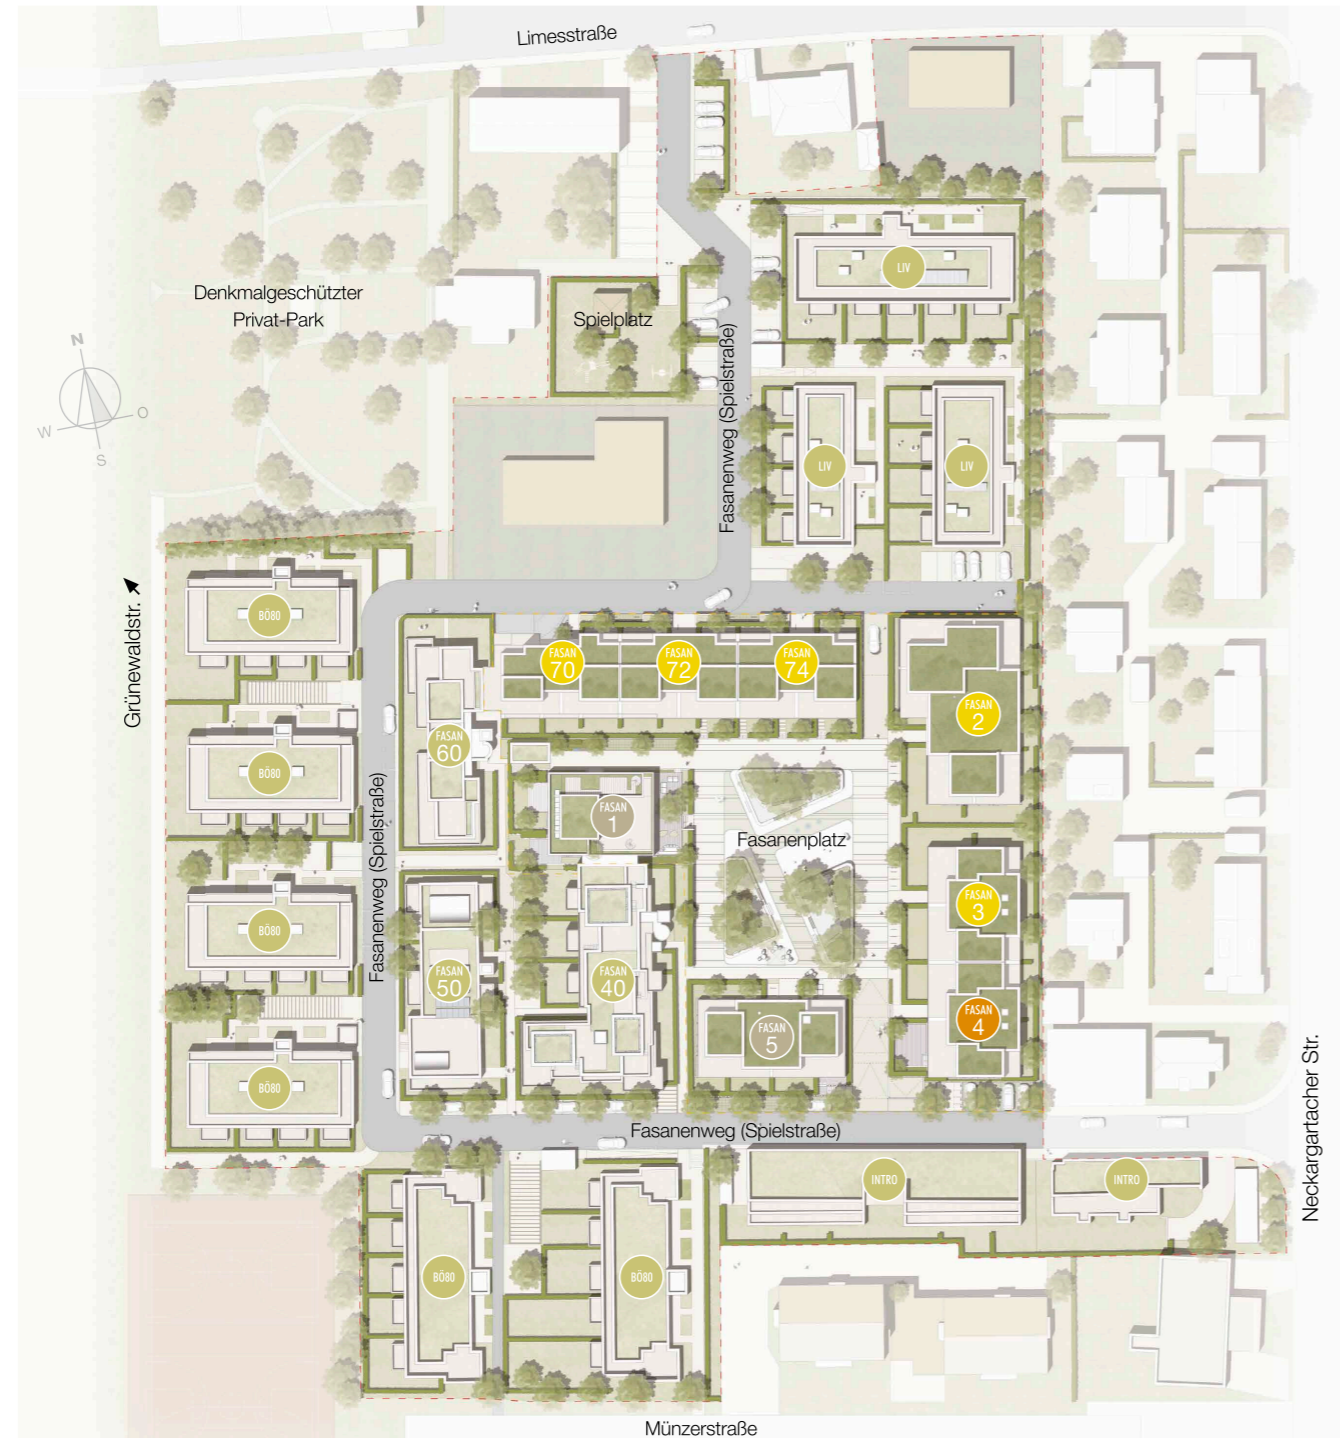 Limesstraße
LIV
Denkmalgeschützter
Privat-Park
Spielplatz
N
O
W
S
Fasanenweg (Spielstraße)
LIV
LIV
Grünewaldstr.
BÖ80
FASAN
70
FASAN
72
FASAN
74
FASAN
2
FASAN
60
BÖ80
FASAN
1
Fasanenplatz
Fasanenweg (Spielstraße)
FASAN
3
BÖ80
FASAN
50
FASAN
40
FASAN
5
FASAN
4
BÖ80
Neckargartacher Str.
Fasanenweg (Spielstraße)
INTRO
INTRO
BÖ80
BÖ80
Münzerstraße